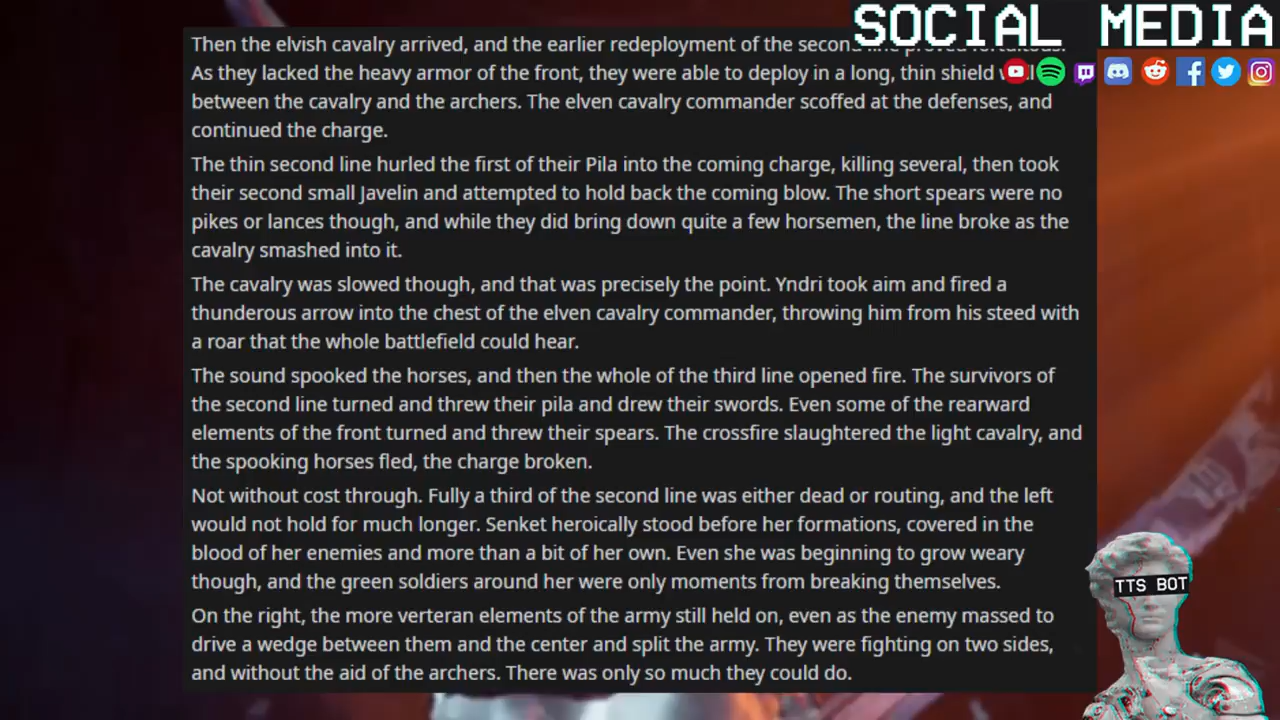 SOCIAL MEDIA
Then the elvish cavalry arrived, and the earlier redeployment of the second line proved fortuitous.
As they lacked the heavy armor of the front, they were able to deploy in a long, thin shield wall
between the cavalry and the archers. The elven cavalry commander scoffed at the defenses, and
continued the charge.
The thin second line hurled the first of their Pila into the coming charge, killing several, then took
their second small Javelin and attempted to hold back the coming blow. The short spears were no
pikes or lances though, and while they did bring down quite a few horsemen, the line broke as the
cavalry smashed into it.
The cavalry was slowed though, and that was precisely the point. Yndri took aim and fired a
thunderous arrow into the chest of the elven cavalry commander, throwing him from his steed with
a roar that the whole battlefield could hear.
The sound spooked the horses, and then the whole of the third line opened fire. The survivors of
the second line turned and threw their pila and drew their swords. Even some of the rearward
elements of the front turned and threw their spears. The crossfire slaughtered the light cavalry, and
the spooking horses fled, the charge broken.
Not without cost through. Fully a third of the second line was either dead or routing, and the left
would not hold for much longer. Senket heroically stood before her formations, covered in the
blood of her enemies and more than a bit of her own. Even she was beginning to grow weary
though, and the green soldiers around her were only moments from breaking themselves.
On the right, the more verteran elements of the army still held on, even as the enemy massed to
drive a wedge between them and the center and split the army. They were fighting on two sides,
and without the aid of the archers. There was only so much they could do.
TTS BOT